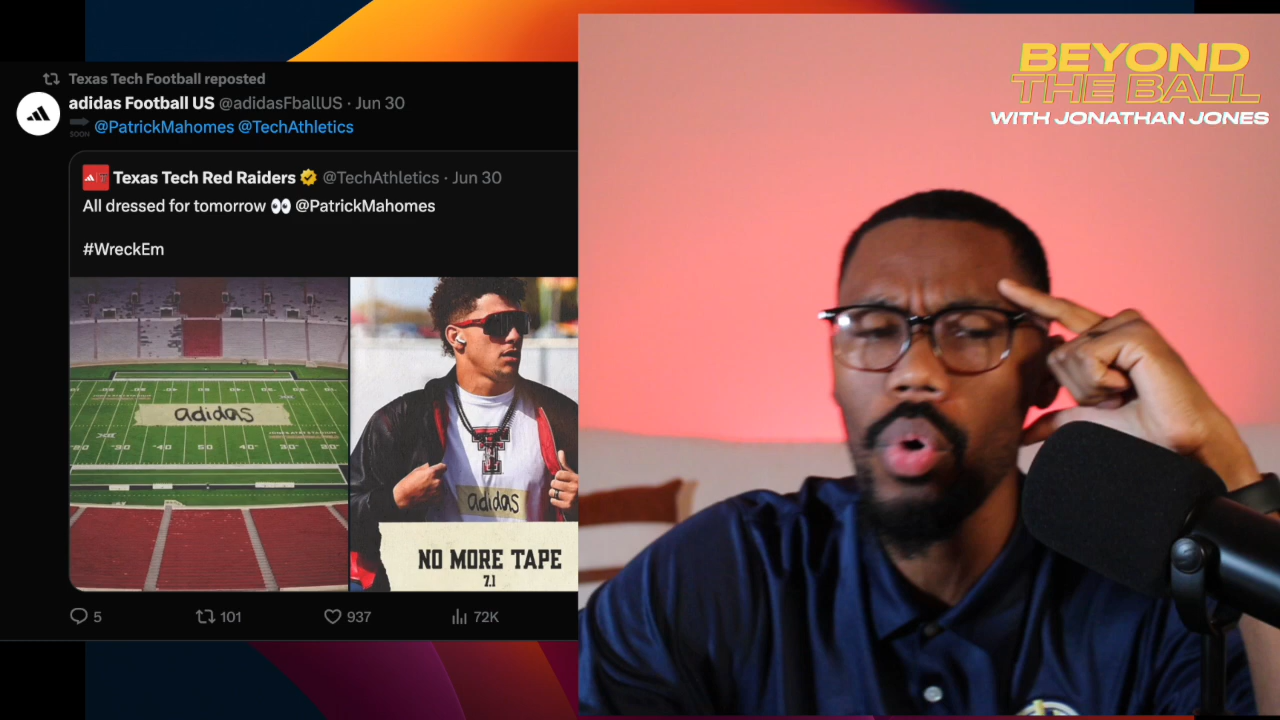 Texas Tech Football reposted
adidas Football US @adidasFballUS · Jun 30
SOON @PatrickMahomes @TechAthletics
Texas Tech Red Raiders @TechAthletics · Jun 30
All dressed for tomorrow 👀 @PatrickMahomes
#WreckEm
adidas
adidas
NO MORE TAPE
7.1
5 101 937 72K
BEYOND
THE BALL
WITH JONATHAN JONES